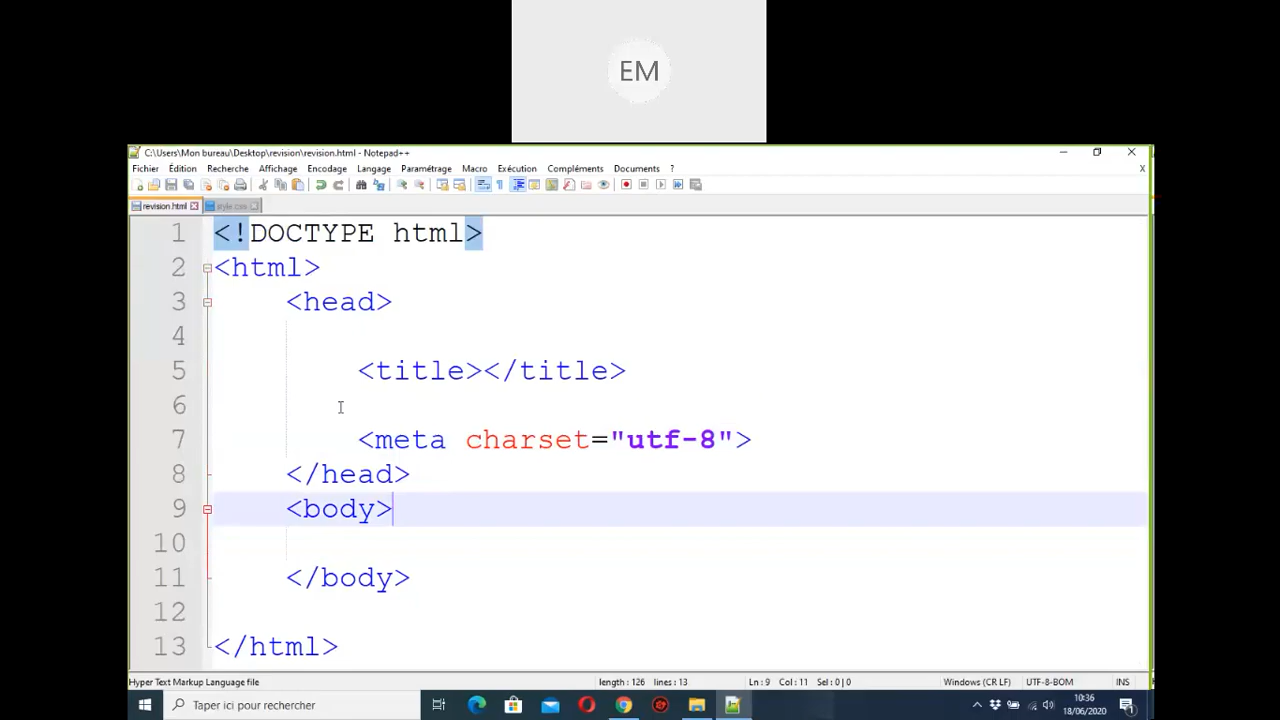 EM
C:\Users\Mon bureau\Desktop\revision\revision.html - Notepad++
Fichier Édition Recherche Affichage Encodage Langage Paramétrage Macro Exécution Compléments Documents ? X
revision.html style.css
1 <!DOCTYPE html>
2 <html>
3 <head>
4
5 <title></title>
6
7 <meta charset="utf-8">
8 </head>
9 <body>
10
11 </body>
12
13 </html>
Hyper Text Markup Language file length : 126 lines : 13 Ln : 9 Col : 11 Sel : 0 | 0 Windows (CR LF) UTF-8-BOM INS
Taper ici pour rechercher
10:36
18/06/2020